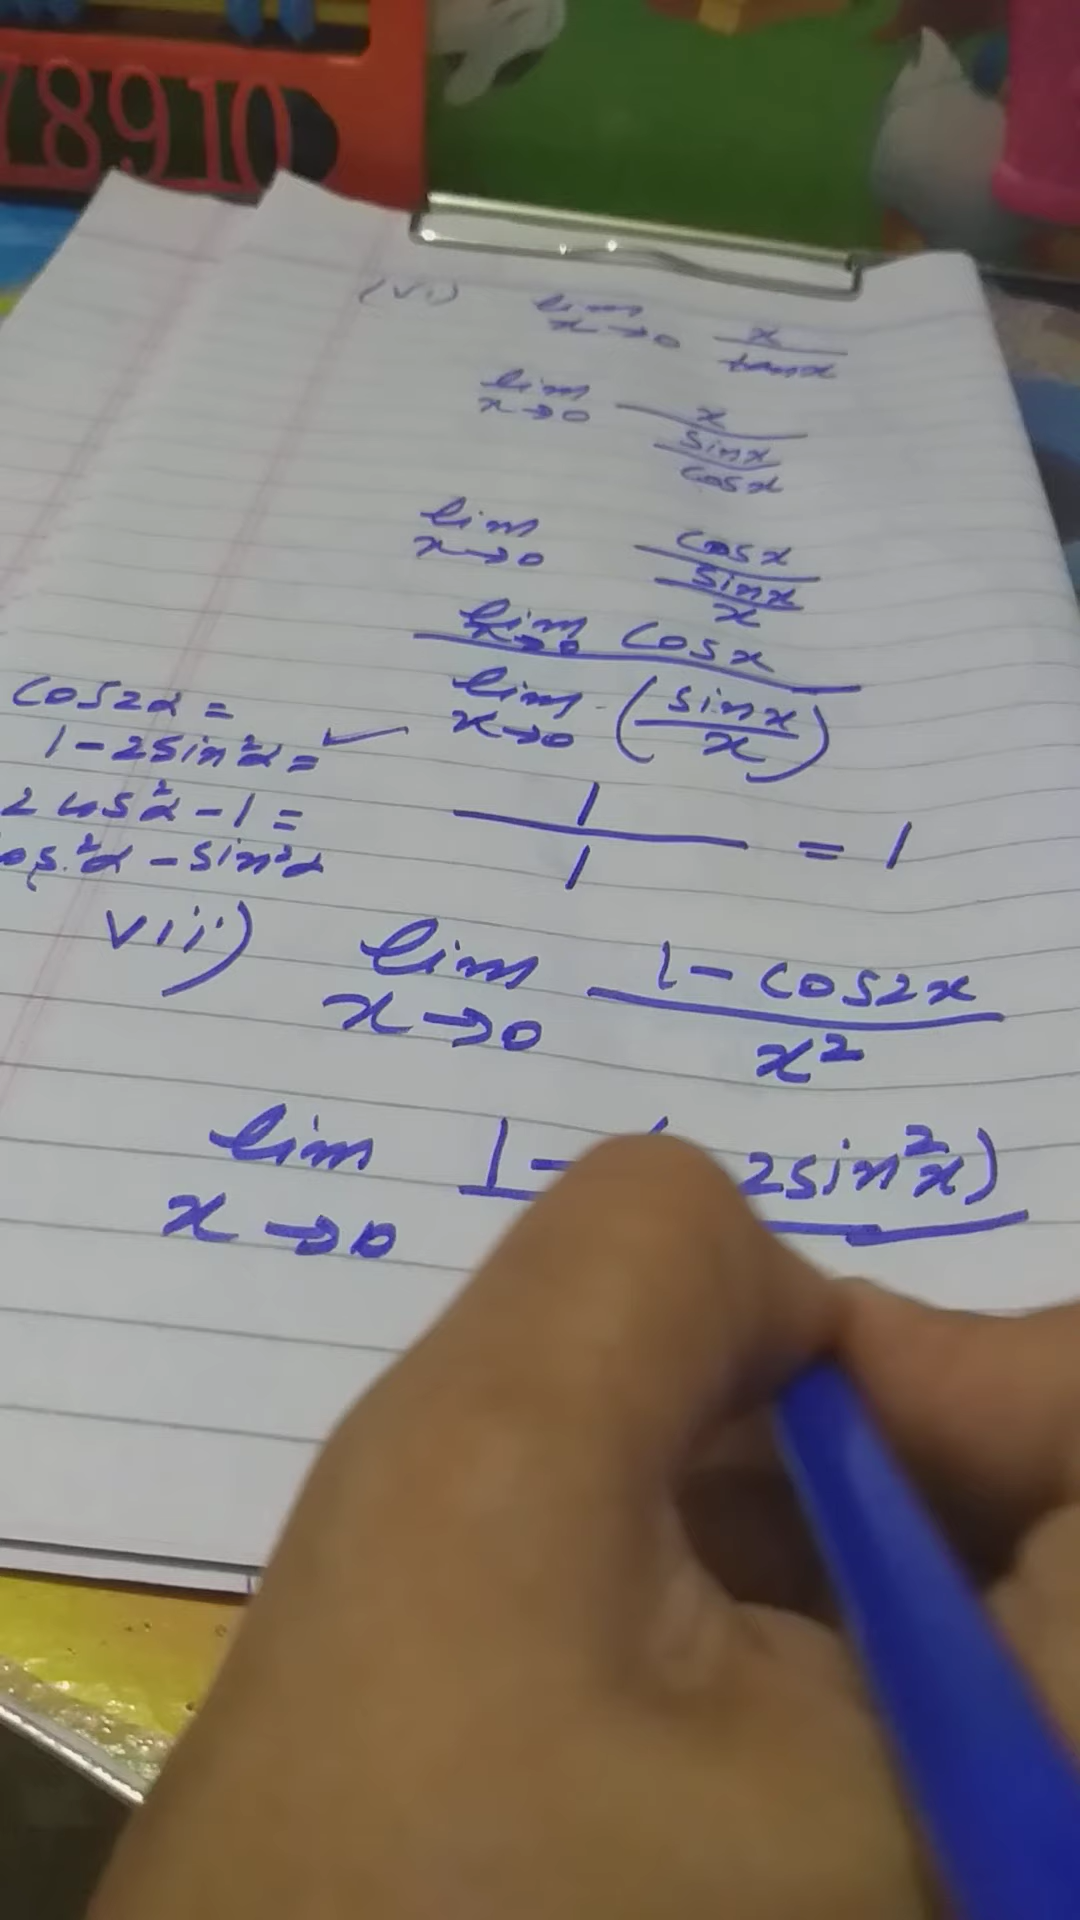 78910
(vi) lim x→0 x/tanx
lim x→0 x/(sinx/cosx)
lim x→0 cosx/(sinx/x)
lim x→0 cosx
lim x→0 (sinx/x)
1/1 = 1
cos2α =
1-2sin²α =
2cos²α-1 =
cos²α-sin²α
vii) lim x→0 (1-cos2x)/x²
lim x→0 1-( 2sin²x)